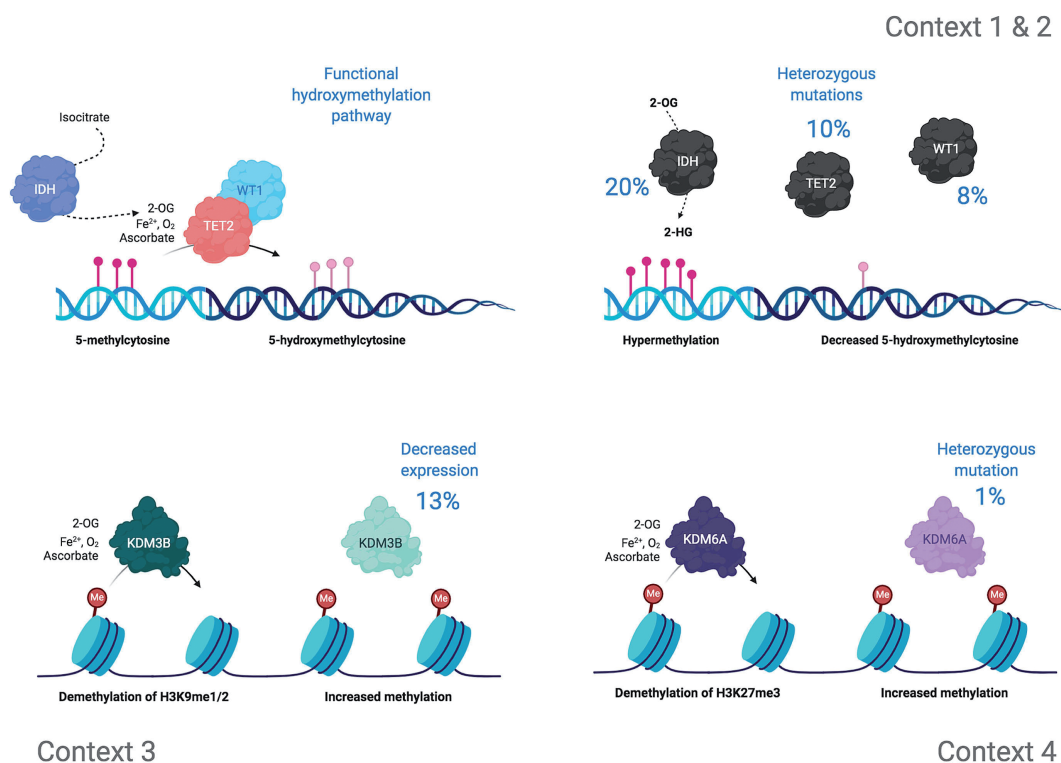 Context 1 & 2
Functional
hydroxymethylation
pathway
Isocitrate
IDH
2-OG
Fe²⁺, O₂
Ascorbate
WT1
TET2
5-methylcytosine
5-hydroxymethylcytosine
Heterozygous
mutations
2-OG
IDH
20%
2-HG
10%
TET2
WT1
8%
Hypermethylation
Decreased 5-hydroxymethylcytosine
Decreased
expression
13%
2-OG
Fe²⁺, O₂
Ascorbate
KDM3B
KDM3B
Me
Me
Me
Demethylation of H3K9me1/2
Increased methylation
Context 3
Heterozygous
mutation
1%
2-OG
Fe²⁺, O₂
Ascorbate
KDM6A
KDM6A
Me
Me
Me
Demethylation of H3K27me3
Increased methylation
Context 4